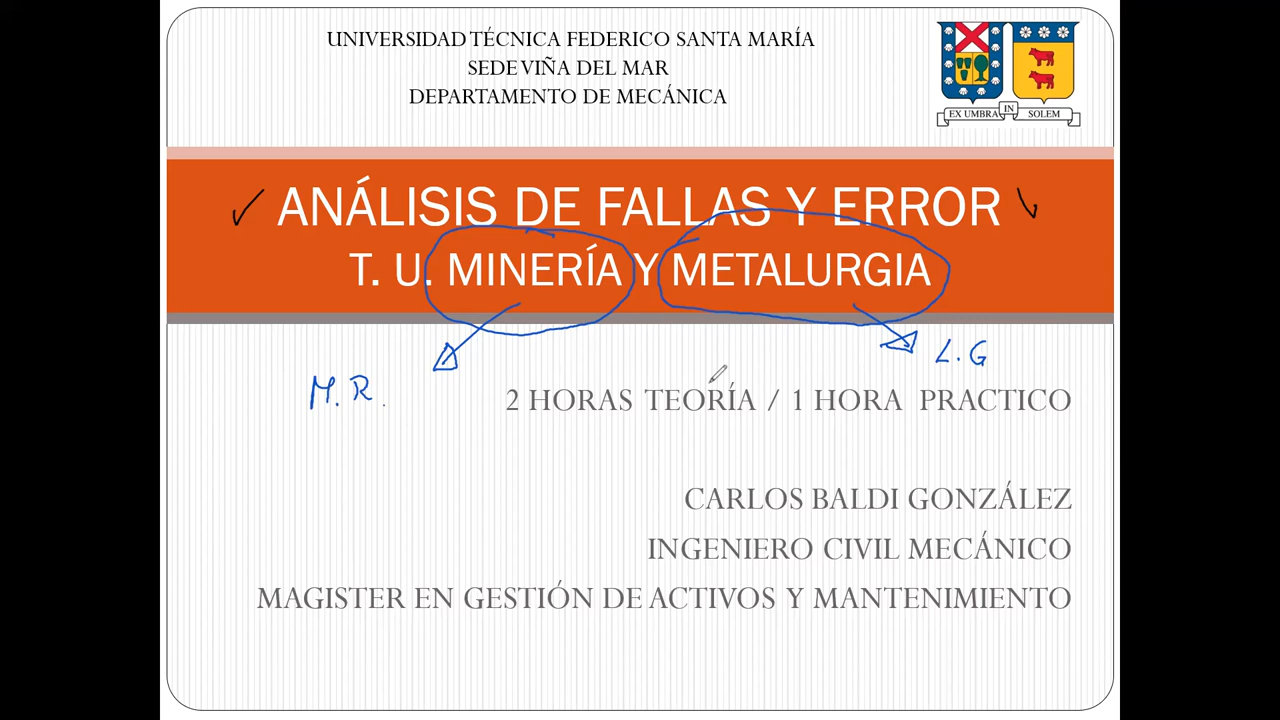 UNIVERSIDAD TÉCNICA FEDERICO SANTA MARÍA
SEDE VIÑA DEL MAR
DEPARTAMENTO DE MECÁNICA
EX UMBRA IN SOLEM
ANÁLISIS DE FALLAS Y ERROR
T. U. MINERÍA Y METALURGIA
L. G
M. R.
2 HORAS TEORÍA / 1 HORA PRACTICO
CARLOS BALDI GONZÁLEZ
INGENIERO CIVIL MECÁNICO
MAGISTER EN GESTIÓN DE ACTIVOS Y MANTENIMIENTO